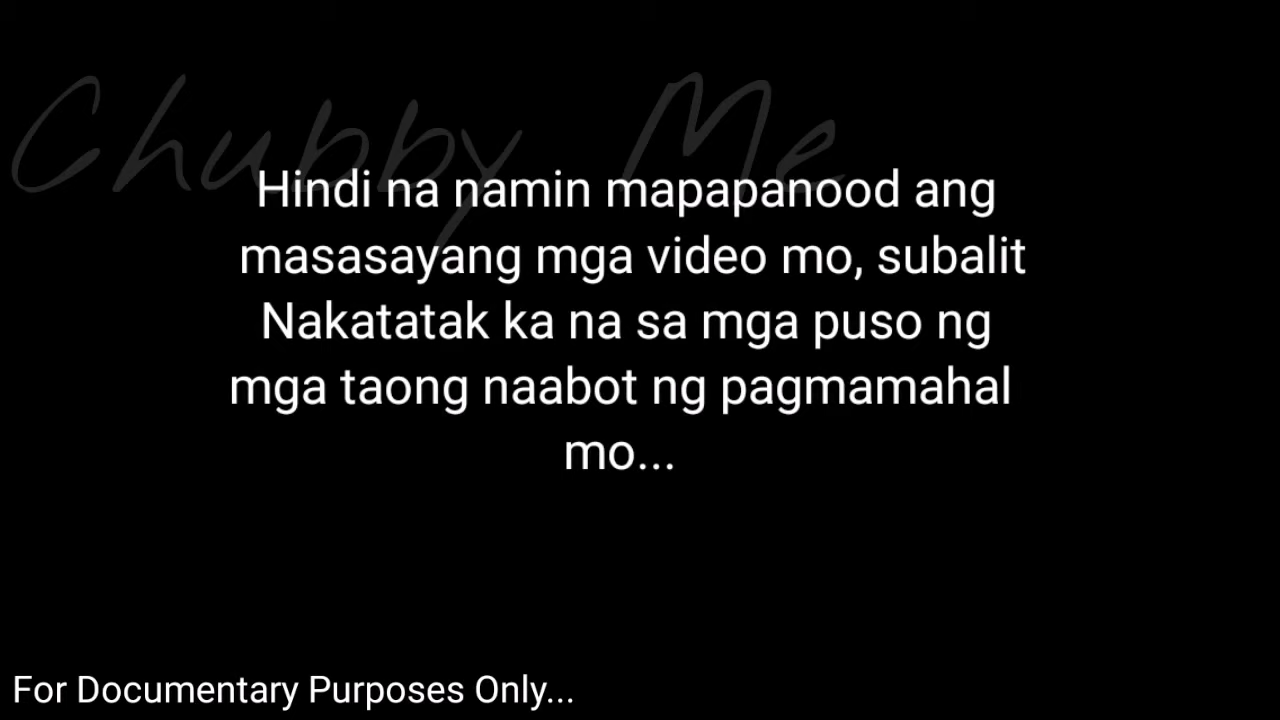 Chubby Me
Hindi na namin mapapanood ang
masasayang mga video mo, subalit
Nakatatak ka na sa mga puso ng
mga taong naabot ng pagmamahal
mo...
For Documentary Purposes Only...